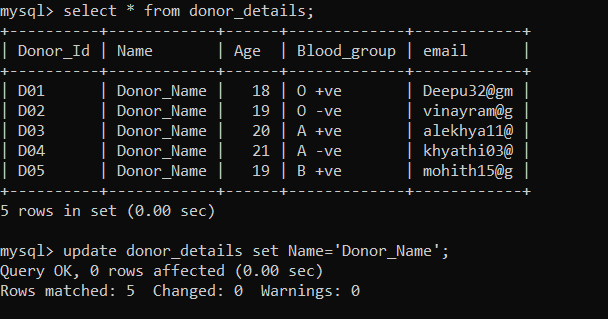 mysql> select * from donor_details;
+----------+------------+------+-------------+------------+
| Donor_Id | Name       | Age  | Blood_group | email      |
+----------+------------+------+-------------+------------+
| D01      | Donor_Name |   18 | O +ve       | Deepu32@gm |
| D02      | Donor_Name |   19 | O -ve       | vinayram@g |
| D03      | Donor_Name |   20 | A +ve       | alekhya11@ |
| D04      | Donor_Name |   21 | A -ve       | khyathi03@ |
| D05      | Donor_Name |   19 | B +ve       | mohith15@g |
+----------+------------+------+-------------+------------+
5 rows in set (0.00 sec)

mysql> update donor_details set Name='Donor_Name';
Query OK, 0 rows affected (0.00 sec)
Rows matched: 5  Changed: 0  Warnings: 0